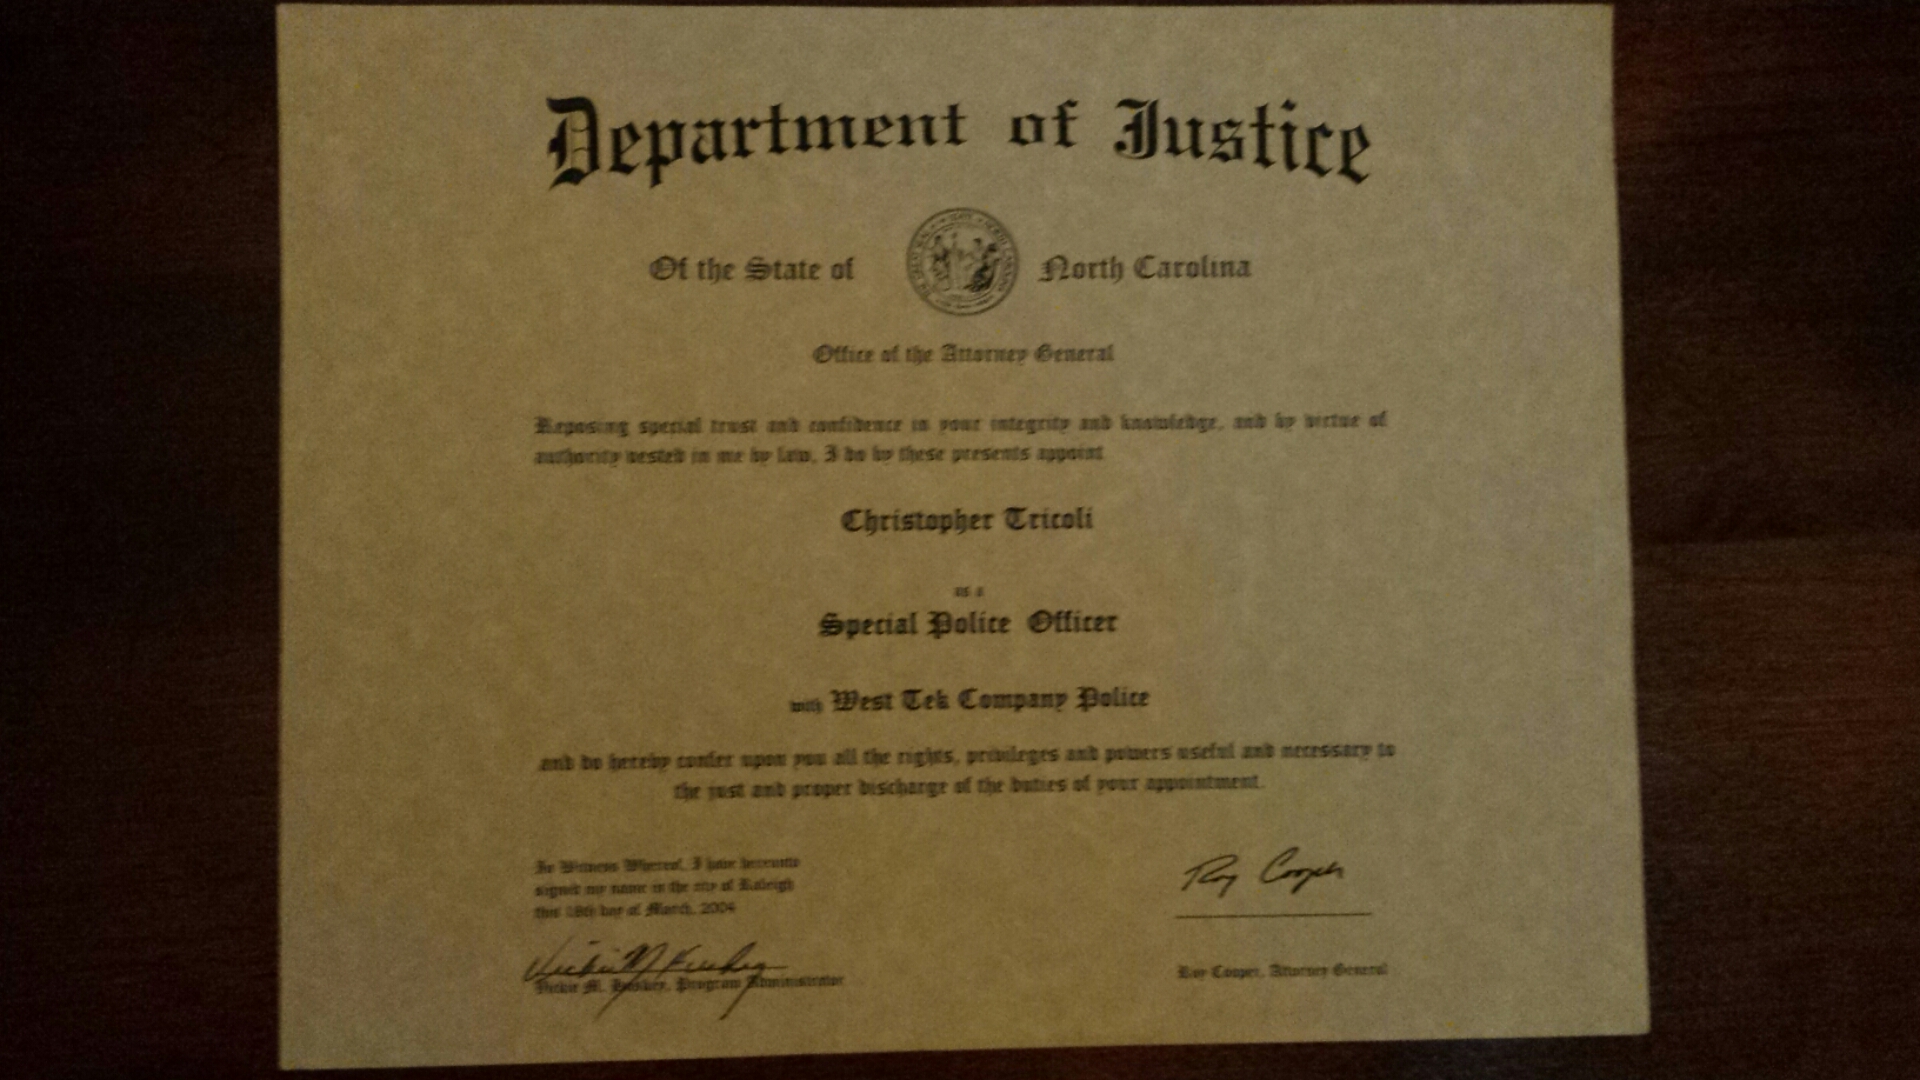 Department of Justice
Of the State of North Carolina
Office of the Attorney General
Reposing special trust and confidence in your integrity and knowledge, and by virtue of
authority vested in me by law, I do by these presents appoint
Christopher Tricoli
as a
Special Police Officer
with West Tek Company Police
and do hereby confer upon you all the rights, privileges and powers useful and necessary to
the just and proper discharge of the duties of your appointment.
In Witness Whereof, I have hereunto
signed my name in the city of Raleigh
this day of March, 2004
Roy Cooper
Vickie M. Program Administrator
Roy Cooper, Attorney General